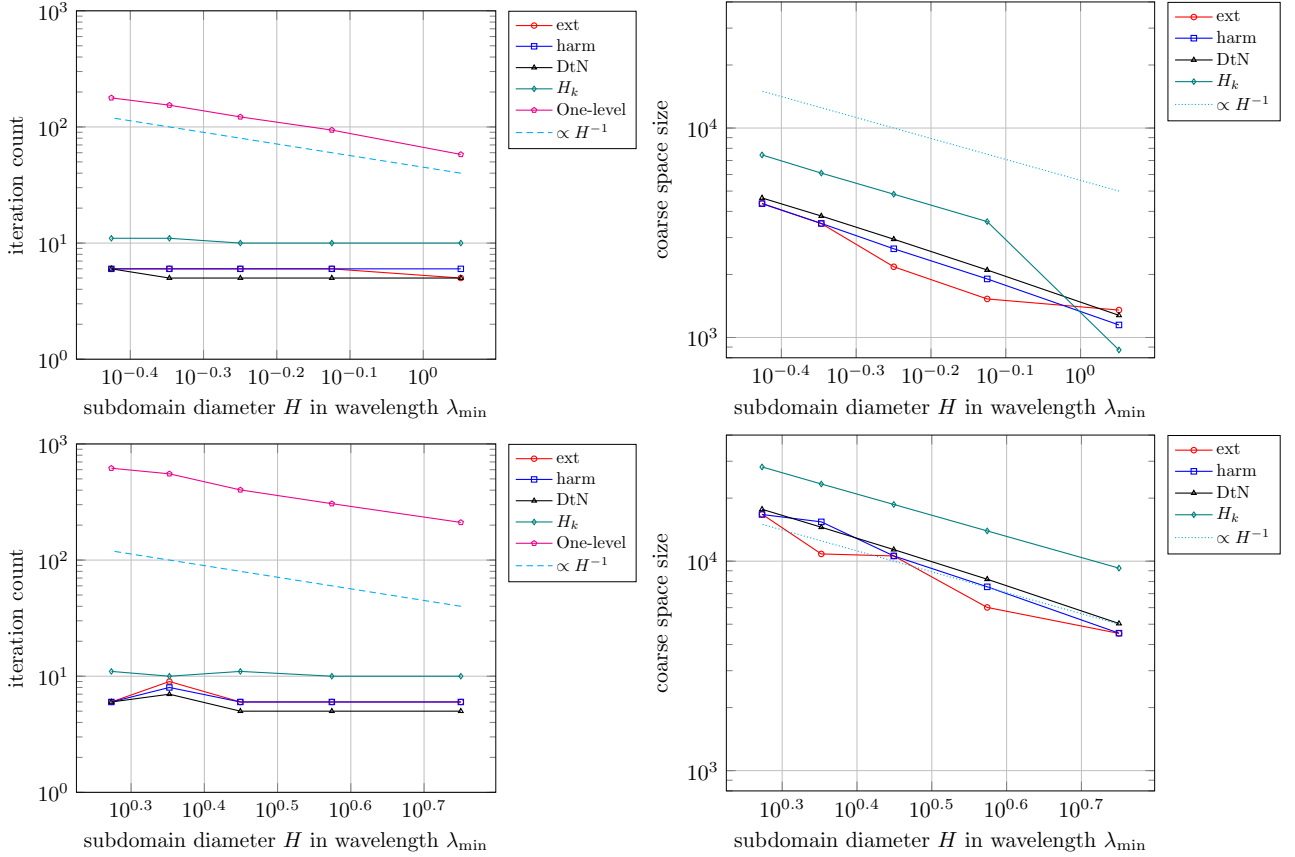 10^3
10^2
10^1
10^0
iteration count
10^{-0.4}
10^{-0.3}
10^{-0.2}
10^{-0.1}
10^0
subdomain diameter H in wavelength λ_min
ext
harm
DtN
H_k
One-level
∝ H^{-1}
10^4
10^3
coarse space size
10^{-0.4}
10^{-0.3}
10^{-0.2}
10^{-0.1}
10^0
subdomain diameter H in wavelength λ_min
ext
harm
DtN
H_k
∝ H^{-1}
10^3
10^2
10^1
10^0
iteration count
10^{0.3}
10^{0.4}
10^{0.5}
10^{0.6}
10^{0.7}
subdomain diameter H in wavelength λ_min
ext
harm
DtN
H_k
One-level
∝ H^{-1}
10^4
10^3
coarse space size
10^{0.3}
10^{0.4}
10^{0.5}
10^{0.6}
10^{0.7}
subdomain diameter H in wavelength λ_min
ext
harm
DtN
H_k
∝ H^{-1}